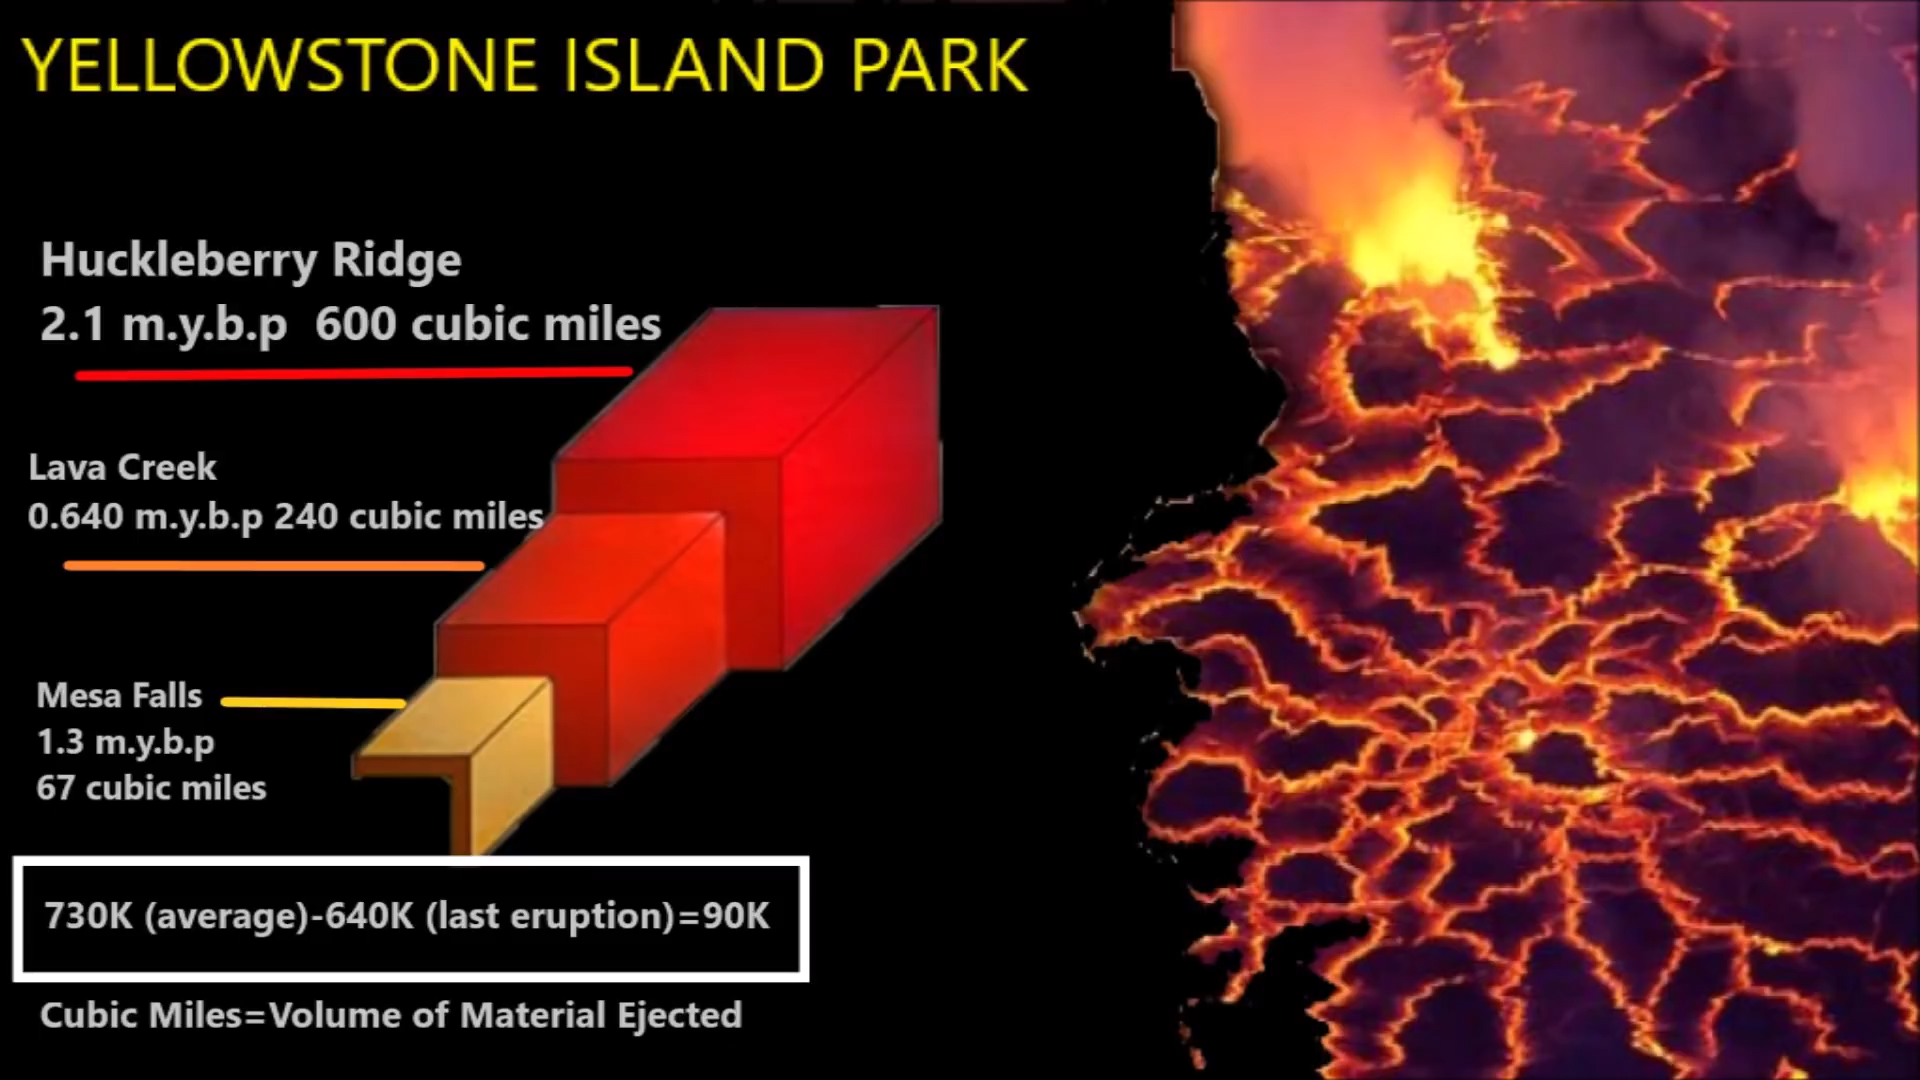 YELLOWSTONE ISLAND PARK
Huckleberry Ridge
2.1 m.y.b.p  600 cubic miles
Lava Creek
0.640 m.y.b.p 240 cubic miles
Mesa Falls
1.3 m.y.b.p
67 cubic miles
730K (average)-640K (last eruption)=90K
Cubic Miles=Volume of Material Ejected